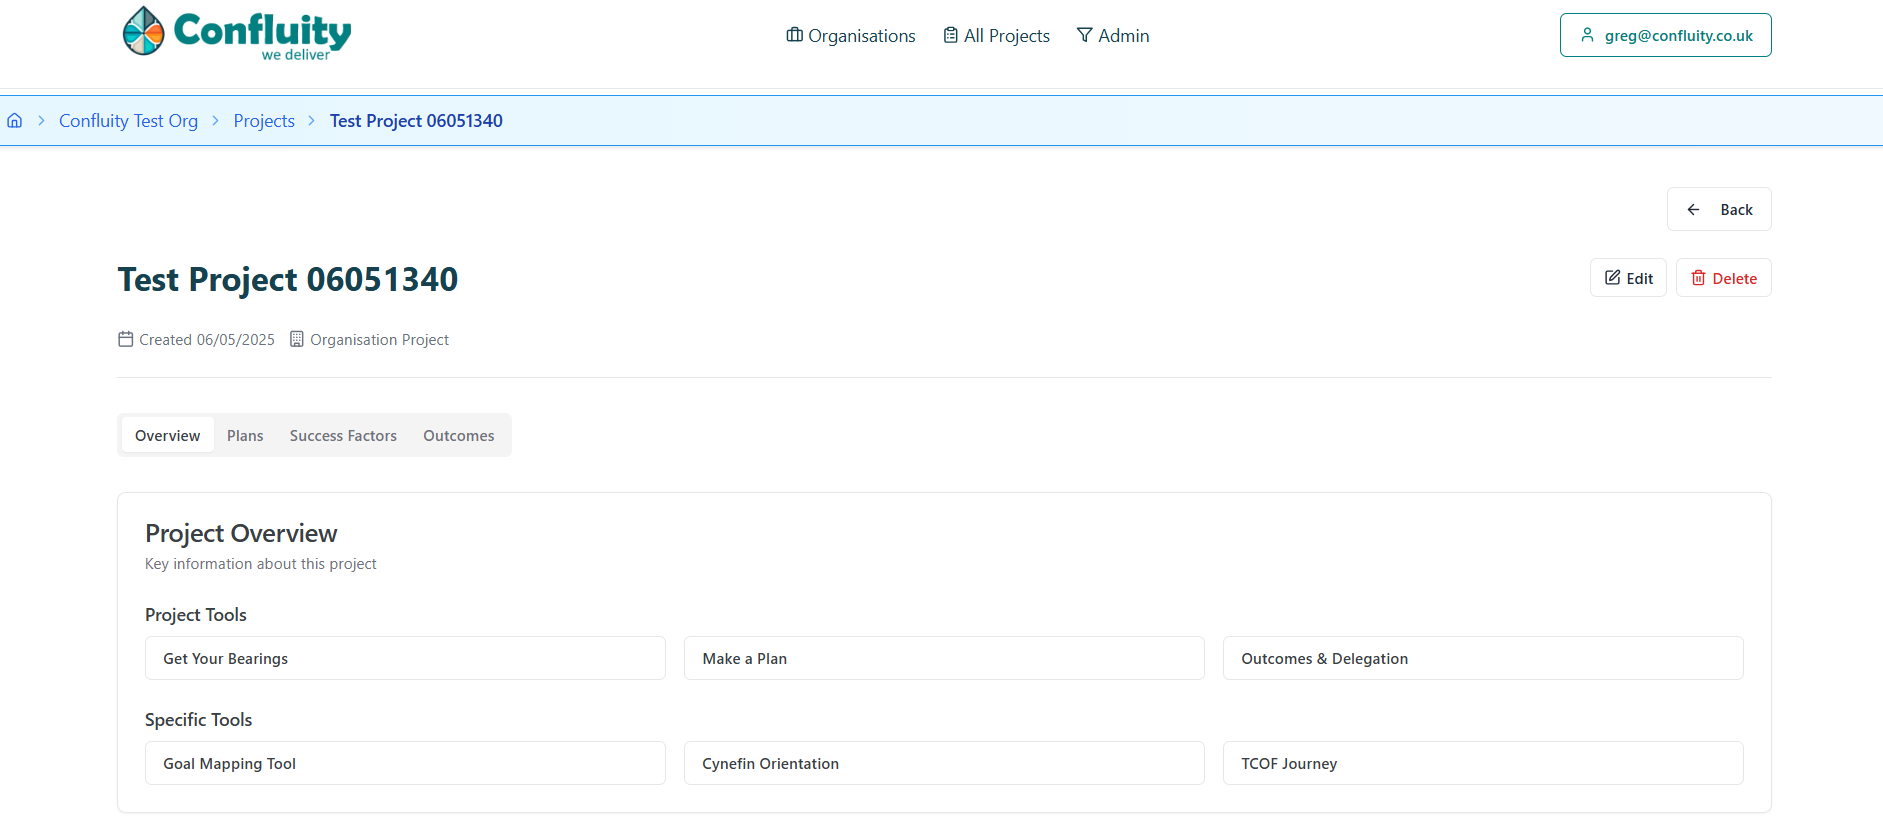 Confluity
we deliver
Organisations All Projects Admin
greg@confluity.co.uk
Confluity Test Org Projects Test Project 06051340
Back
Test Project 06051340
Edit Delete
Created 06/05/2025 Organisation Project
Overview Plans Success Factors Outcomes
Project Overview
Key information about this project
Project Tools
Get Your Bearings Make a Plan Outcomes & Delegation
Specific Tools
Goal Mapping Tool Cynefin Orientation TCOF Journey